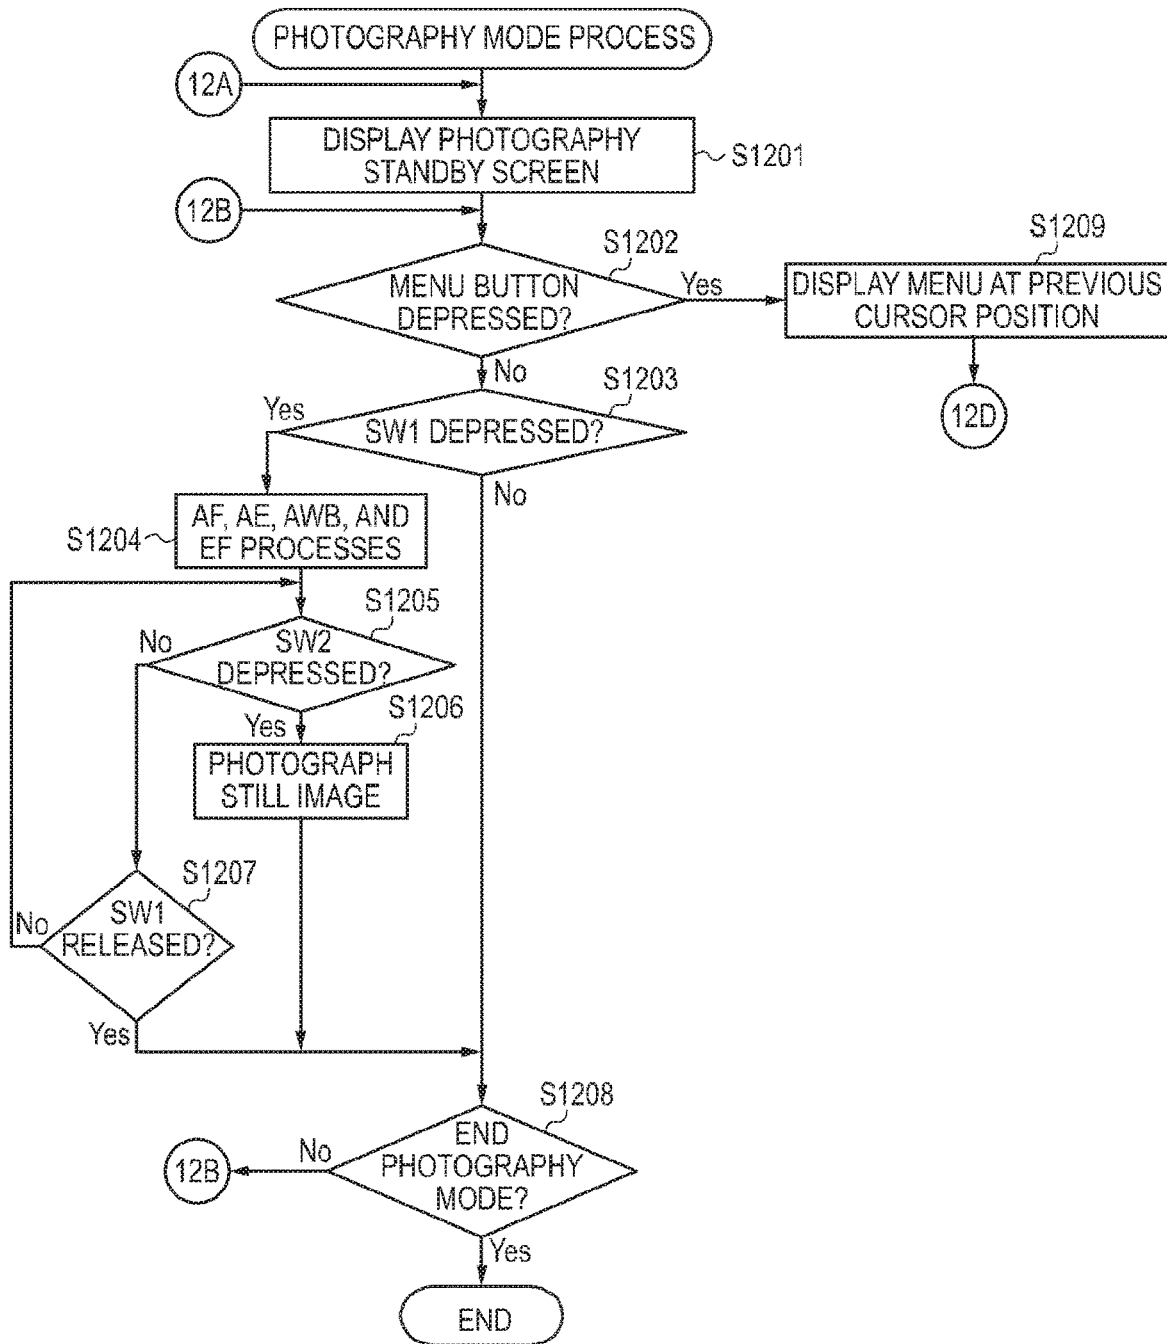 PHOTOGRAPHY MODE PROCESS
12A
DISPLAY PHOTOGRAPHY
STANDBY SCREEN
S1201
12B
S1202
MENU BUTTON
DEPRESSED?
Yes
S1209
DISPLAY MENU AT PREVIOUS
CURSOR POSITION
12D
No
S1203
Yes
SW1 DEPRESSED?
No
S1204
AF, AE, AWB, AND
EF PROCESSES
S1205
No
SW2
DEPRESSED?
Yes
S1206
PHOTOGRAPH
STILL IMAGE
S1207
No
SW1
RELEASED?
Yes
S1208
No
END
PHOTOGRAPHY
MODE?
12B
Yes
END